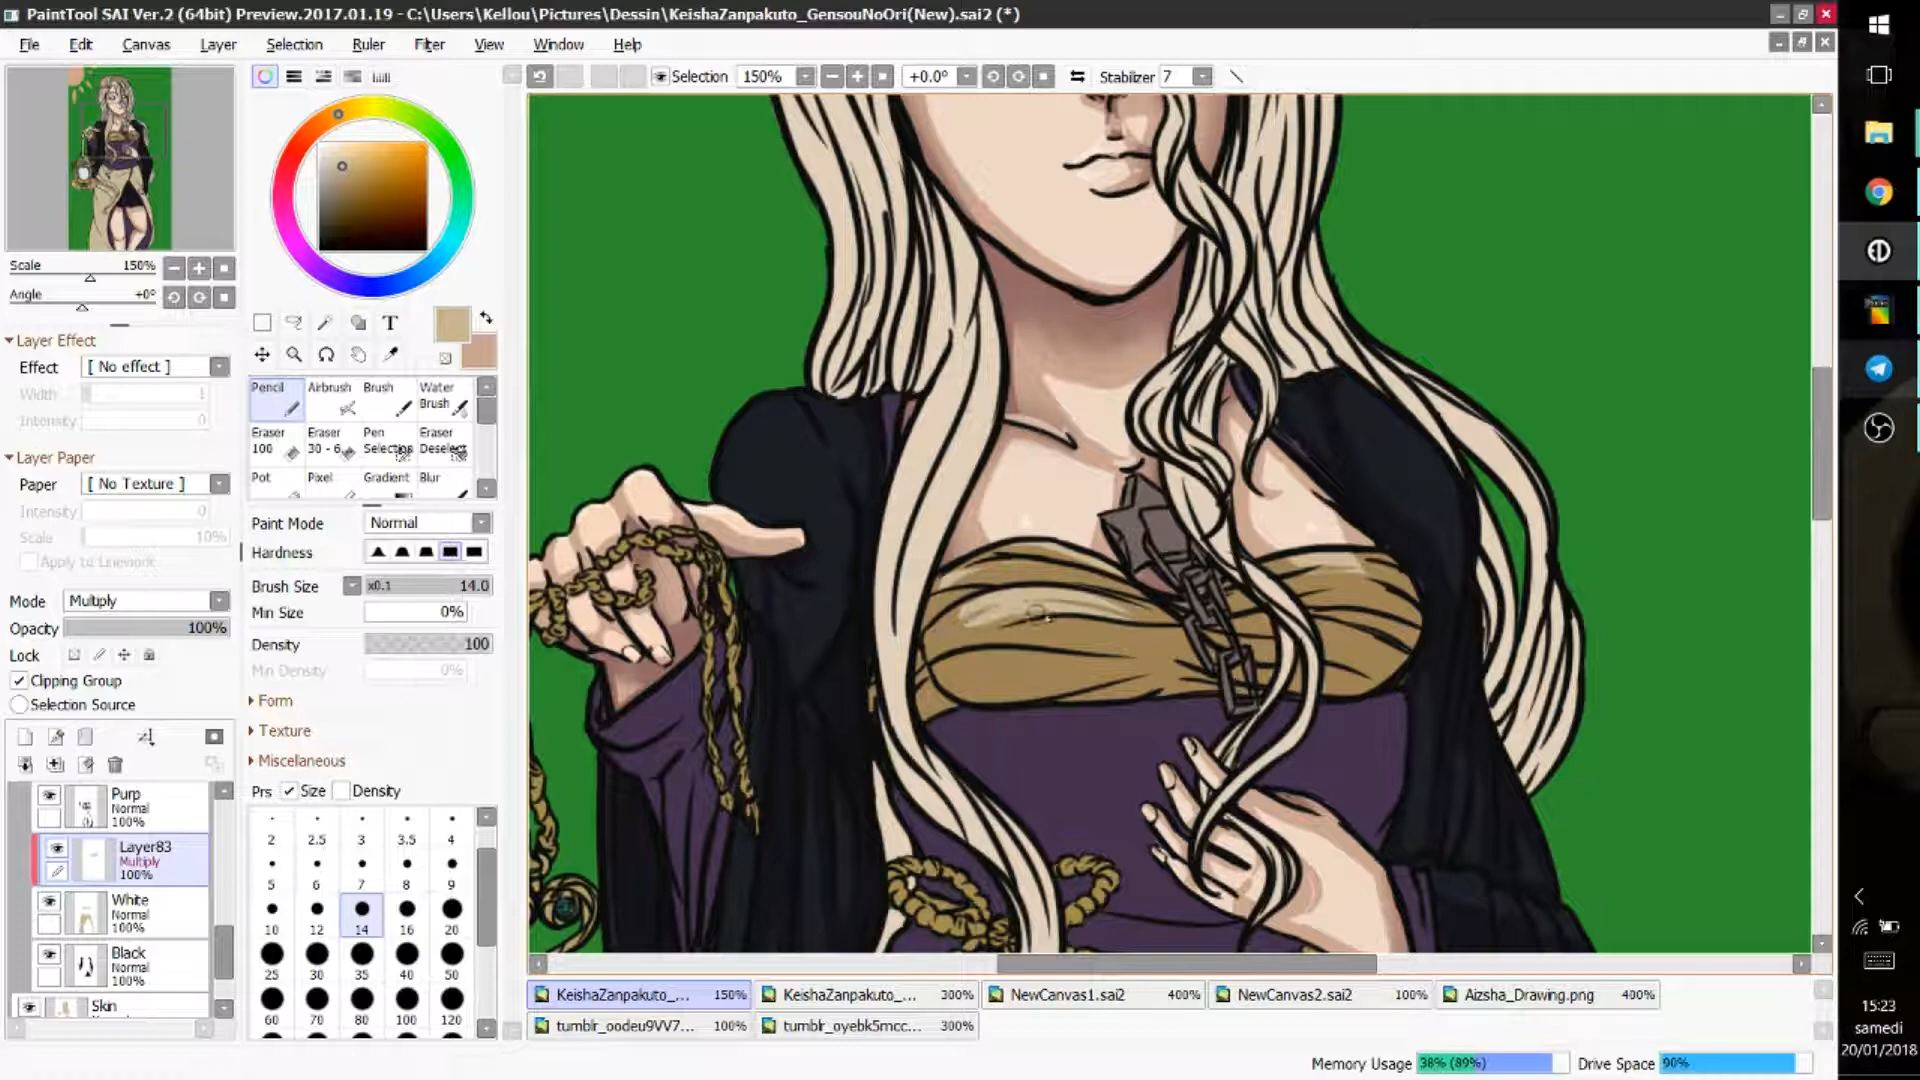 PaintTool SAI Ver.2 (64bit) Preview.2017.01.19 - C:\Users\Kellou\Pictures\Dessin\KeishaZanpakuto_GensouNoOri(New).sai2 (*)
File Edit Canvas Layer Selection Ruler Filter View Window Help
Selection 150% +0.0° Stabilizer 7
Scale 150%
Angle +0°
Layer Effect
Effect [ No effect ]
Width 1
Intensity 0
Layer Paper
Paper [ No Texture ]
Intensity 0
Scale 10%
Apply to Linework
Mode Multiply
Opacity 100%
Lock
Clipping Group
Selection Source
Purp
Normal
100%
Layer83
Multiply
100%
White
Normal
100%
Black
Normal
100%
Skin
T
Pencil Airbrush Brush Water Brush
Eraser 100 Eraser 30 - 6 Pen Selection Eraser Deselect
Pot Pixel Gradient Blur
Paint Mode Normal
Hardness
Brush Size x0.1 14.0
Min Size 0%
Density 100
Min Density 0%
Form
Texture
Miscellaneous
Prs Size Density
2 2.5 3 3.5 4
5 6 7 8 9
10 12 14 16 20
25 30 35 40 50
60 70 80 100 120
KeishaZanpakuto_... 150% KeishaZanpakuto_... 300% NewCanvas1.sai2 400% NewCanvas2.sai2 100% Aizsha_Drawing.png 400%
tumblr_oodeu9VV7... 100% tumblr_oyebk5mcc... 300%
Memory Usage 38% (89%) Drive Space 90%
15:23
samedi
20/01/2018